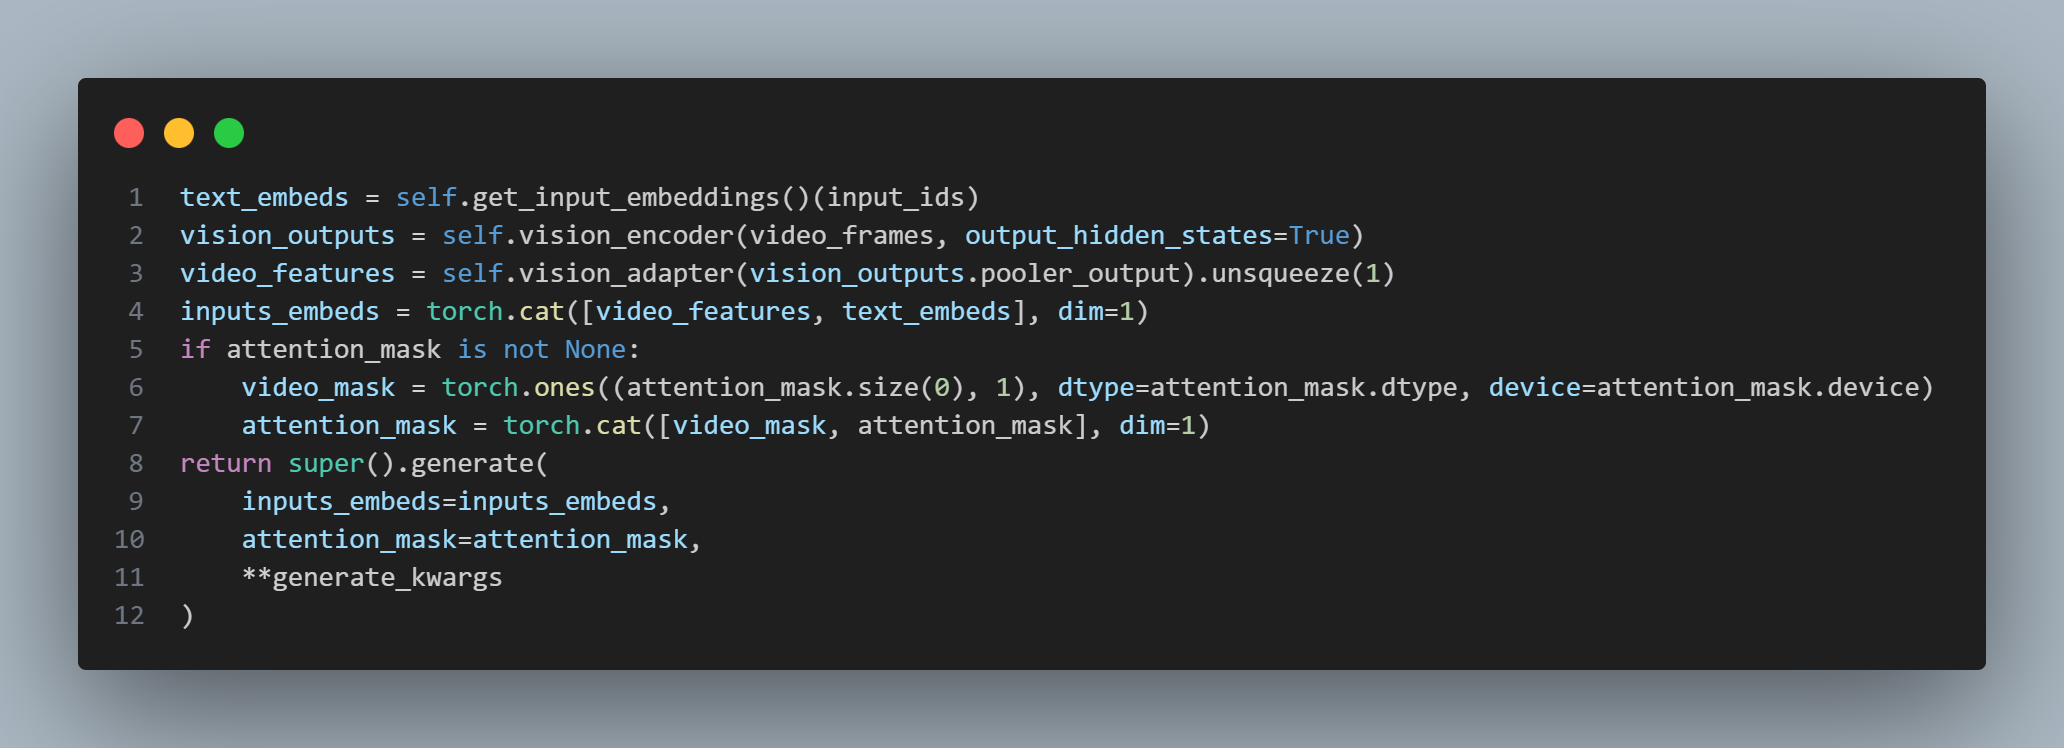 1 text_embeds = self.get_input_embeddings()(input_ids)
2 vision_outputs = self.vision_encoder(video_frames, output_hidden_states=True)
3 video_features = self.vision_adapter(vision_outputs.pooler_output).unsqueeze(1)
4 inputs_embeds = torch.cat([video_features, text_embeds], dim=1)
5 if attention_mask is not None:
6     video_mask = torch.ones((attention_mask.size(0), 1), dtype=attention_mask.dtype, device=attention_mask.device)
7     attention_mask = torch.cat([video_mask, attention_mask], dim=1)
8 return super().generate(
9     inputs_embeds=inputs_embeds,
10     attention_mask=attention_mask,
11     **generate_kwargs
12 )